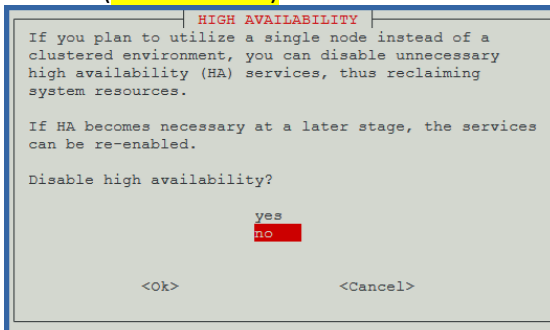 HIGH AVAILABILITY
If you plan to utilize a single node instead of a
clustered environment, you can disable unnecessary
high availability (HA) services, thus reclaiming
system resources.
If HA becomes necessary at a later stage, the services
can be re-enabled.
Disable high availability?
yes
no
<Ok> <Cancel>